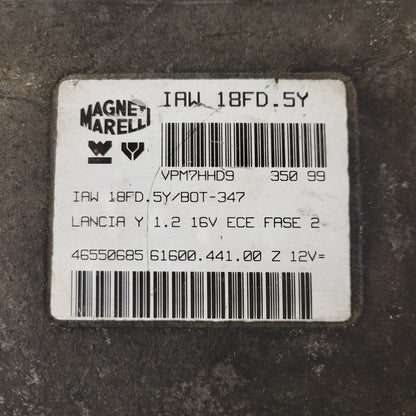 MAGNETI
MARELLI
IAW 18FD.5Y
VPM7HHD9 350 99
IAW 18FD.5Y/BOT-347
LANCIA Y 1.2 16V ECE FASE 2
46550685 61600.441.00 Z 12V=